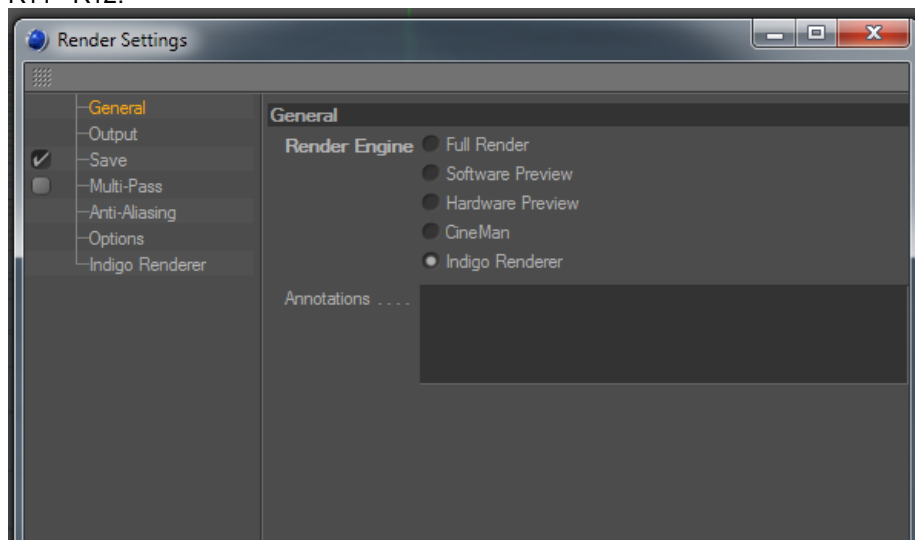 Render Settings
General
Output
Save
Multi-Pass
Anti-Aliasing
Options
Indigo Renderer
General
Render Engine
Full Render
Software Preview
Hardware Preview
CineMan
Indigo Renderer
Annotations . . . .